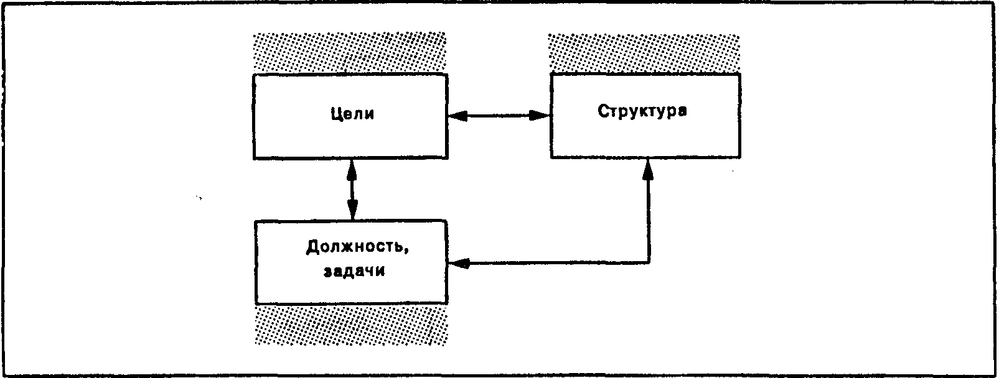 Цели
Структура
Должность,
задачи